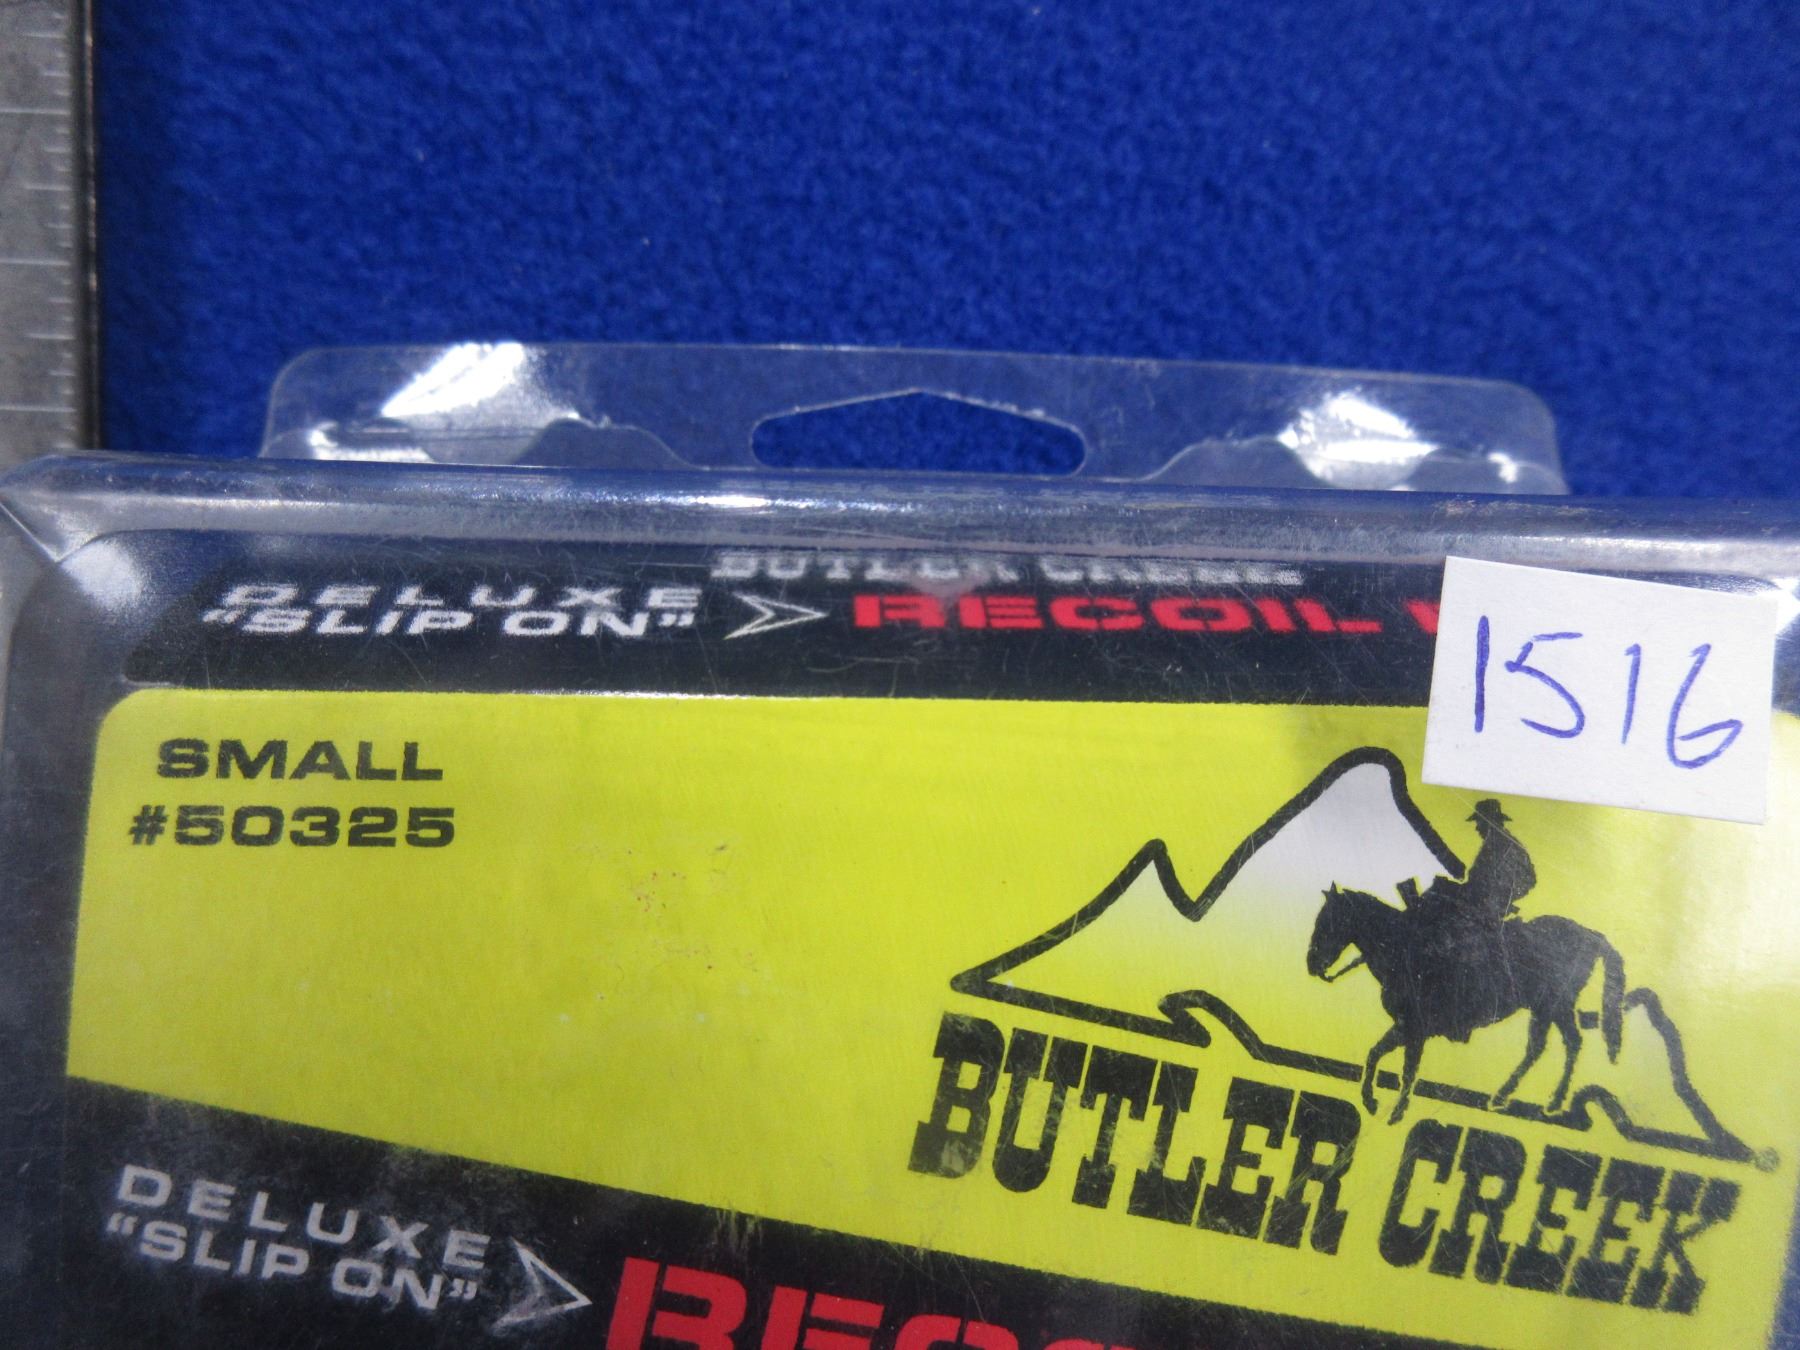 BUTLER CREEK
DELUXE
"SLIP ON"
RECOIL
1516
SMALL
#50325
BUTLER CREEK
DELUXE
"SLIP ON"